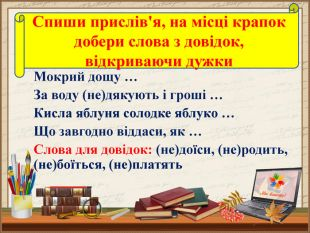 Спиши прислів'я, на місці крапок
добери слова з довідок,
відкриваючи дужки
Мокрий дощу …
За воду (не)дякують і гроші …
Кисла яблуня солодке яблуко …
Що завгодно віддаси, як …
Слова для довідок: (не)доїси, (не)родить,
(не)боїться, (не)платять